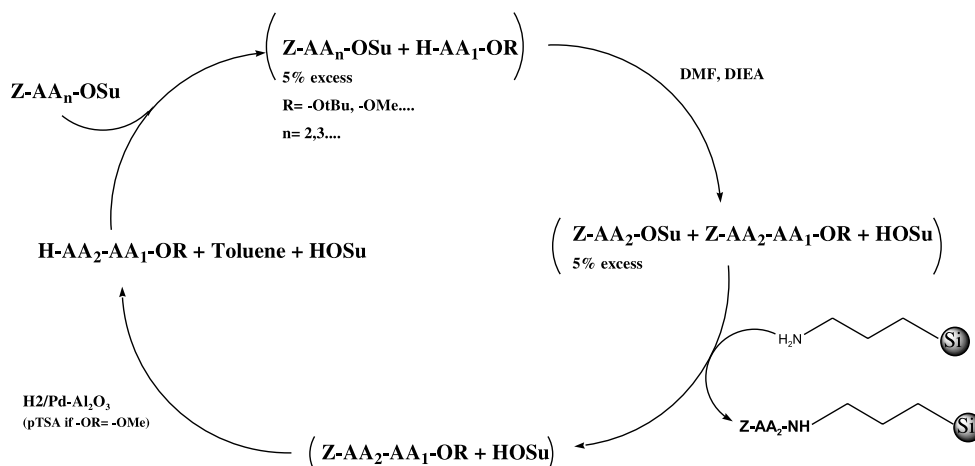 (Z-AAn-OSu + H-AA1-OR)
5% excess
R= -OtBu, -OMe....
n= 2,3....
Z-AAn-OSu
DMF, DIEA
H-AA2-AA1-OR + Toluene + HOSu
(Z-AA2-OSu + Z-AA2-AA1-OR + HOSu)
5% excess
H2N
Si
H2/Pd-Al2O3
(pTSA if -OR= -OMe)
Z-AA2-NH
Si
(Z-AA2-AA1-OR + HOSu)